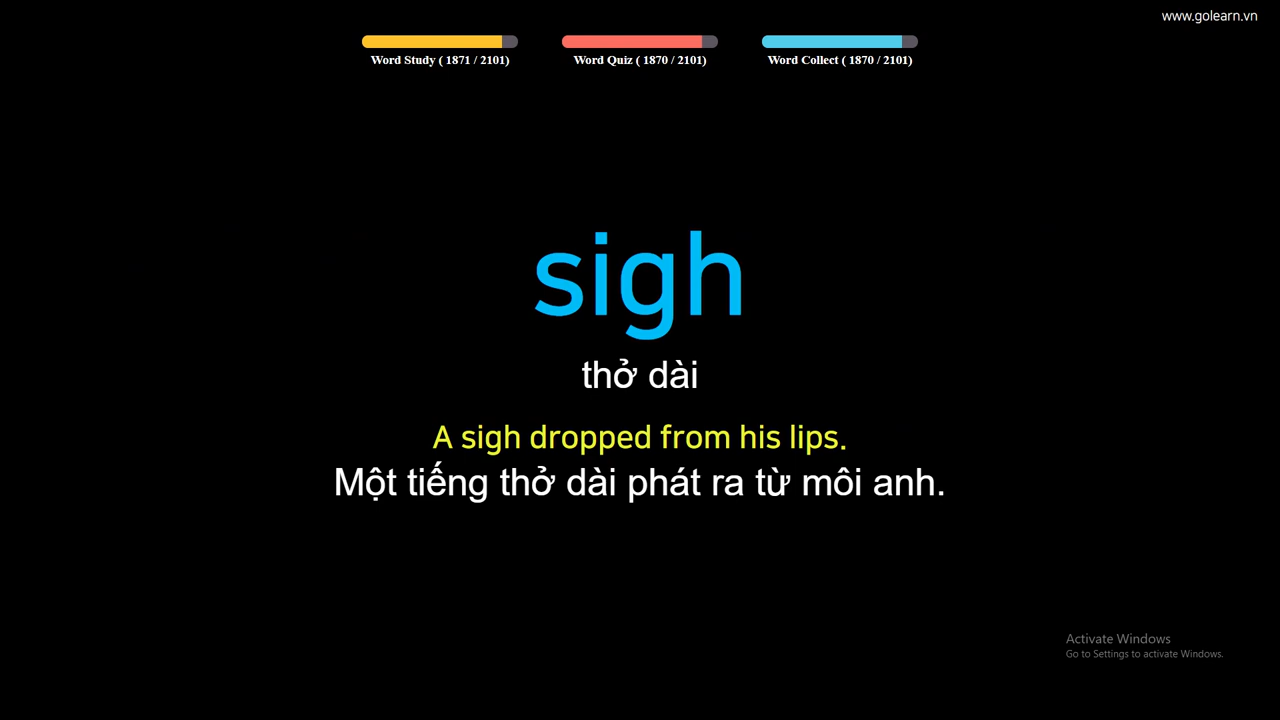 www.golearn.vn
Word Study ( 1871 / 2101)
Word Quiz ( 1870 / 2101)
Word Collect ( 1870 / 2101)
sigh
thở dài
A sigh dropped from his lips.
Một tiếng thở dài phát ra từ môi anh.
Activate Windows
Go to Settings to activate Windows.